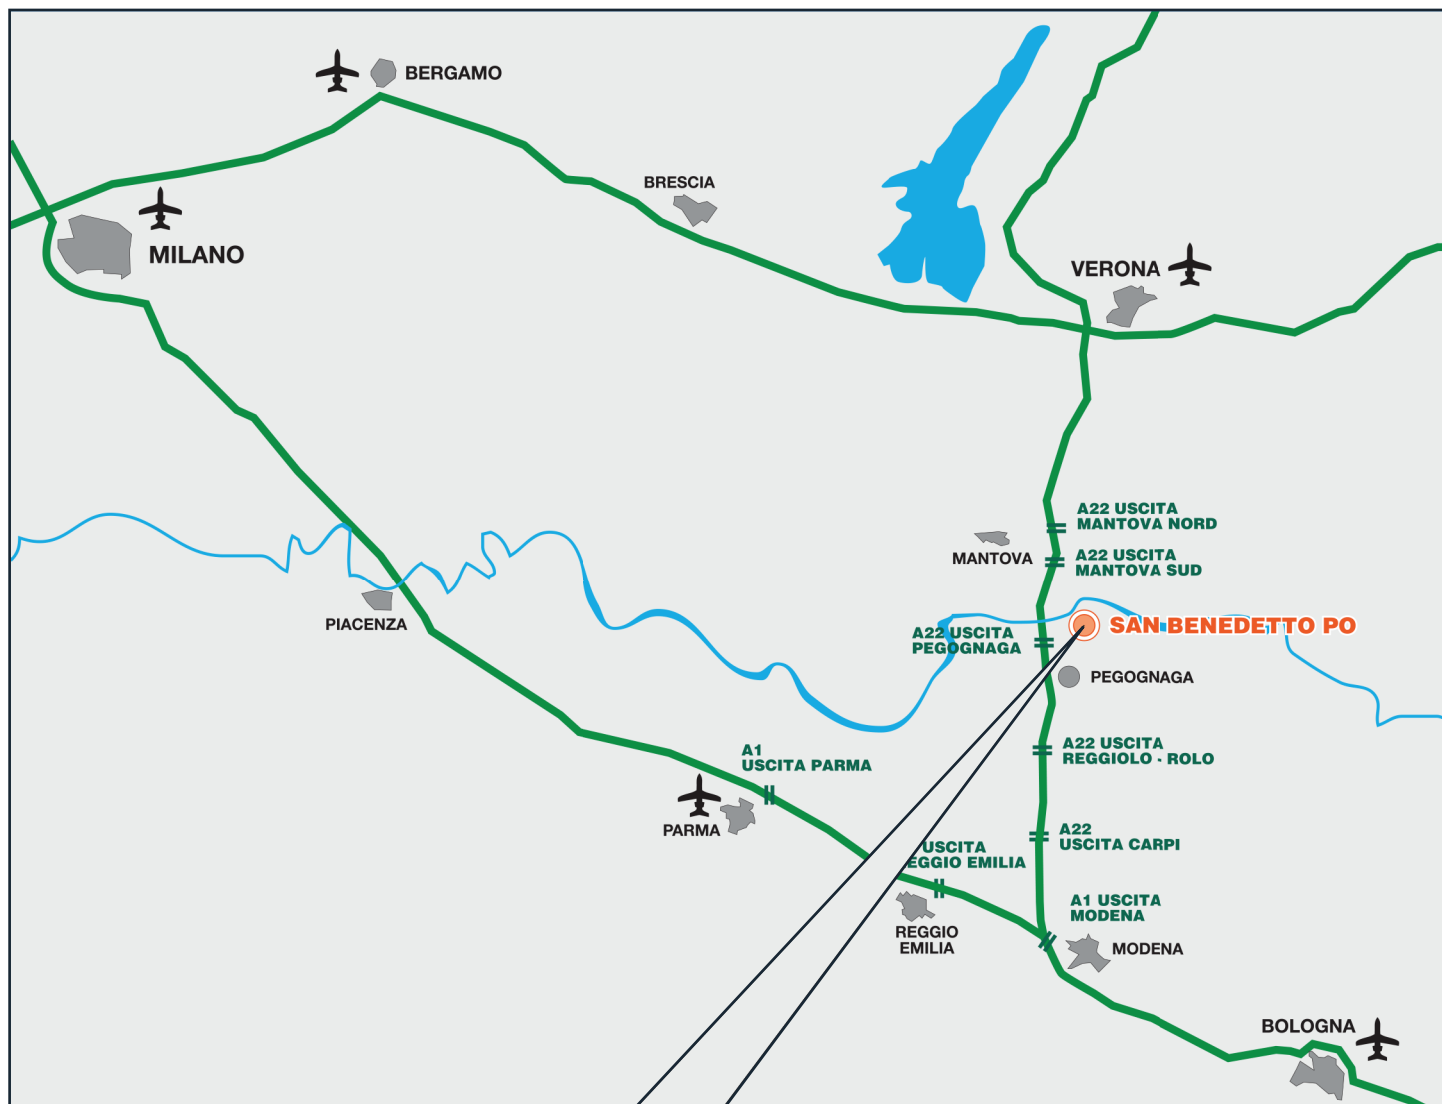 BERGAMO
BRESCIA
MILANO
VERONA
A22 USCITA
MANTOVA NORD
MANTOVA
A22 USCITA
MANTOVA SUD
PIACENZA
SAN BENEDETTO PO
A22 USCITA
PEGOGNAGA
PEGOGNAGA
A22 USCITA
REGGIOLO - ROLO
A1
USCITA PARMA
PARMA
A22
USCITA CARPI
USCITA
EGGIO EMILIA
A1 USCITA
MODENA
REGGIO
EMILIA
MODENA
BOLOGNA